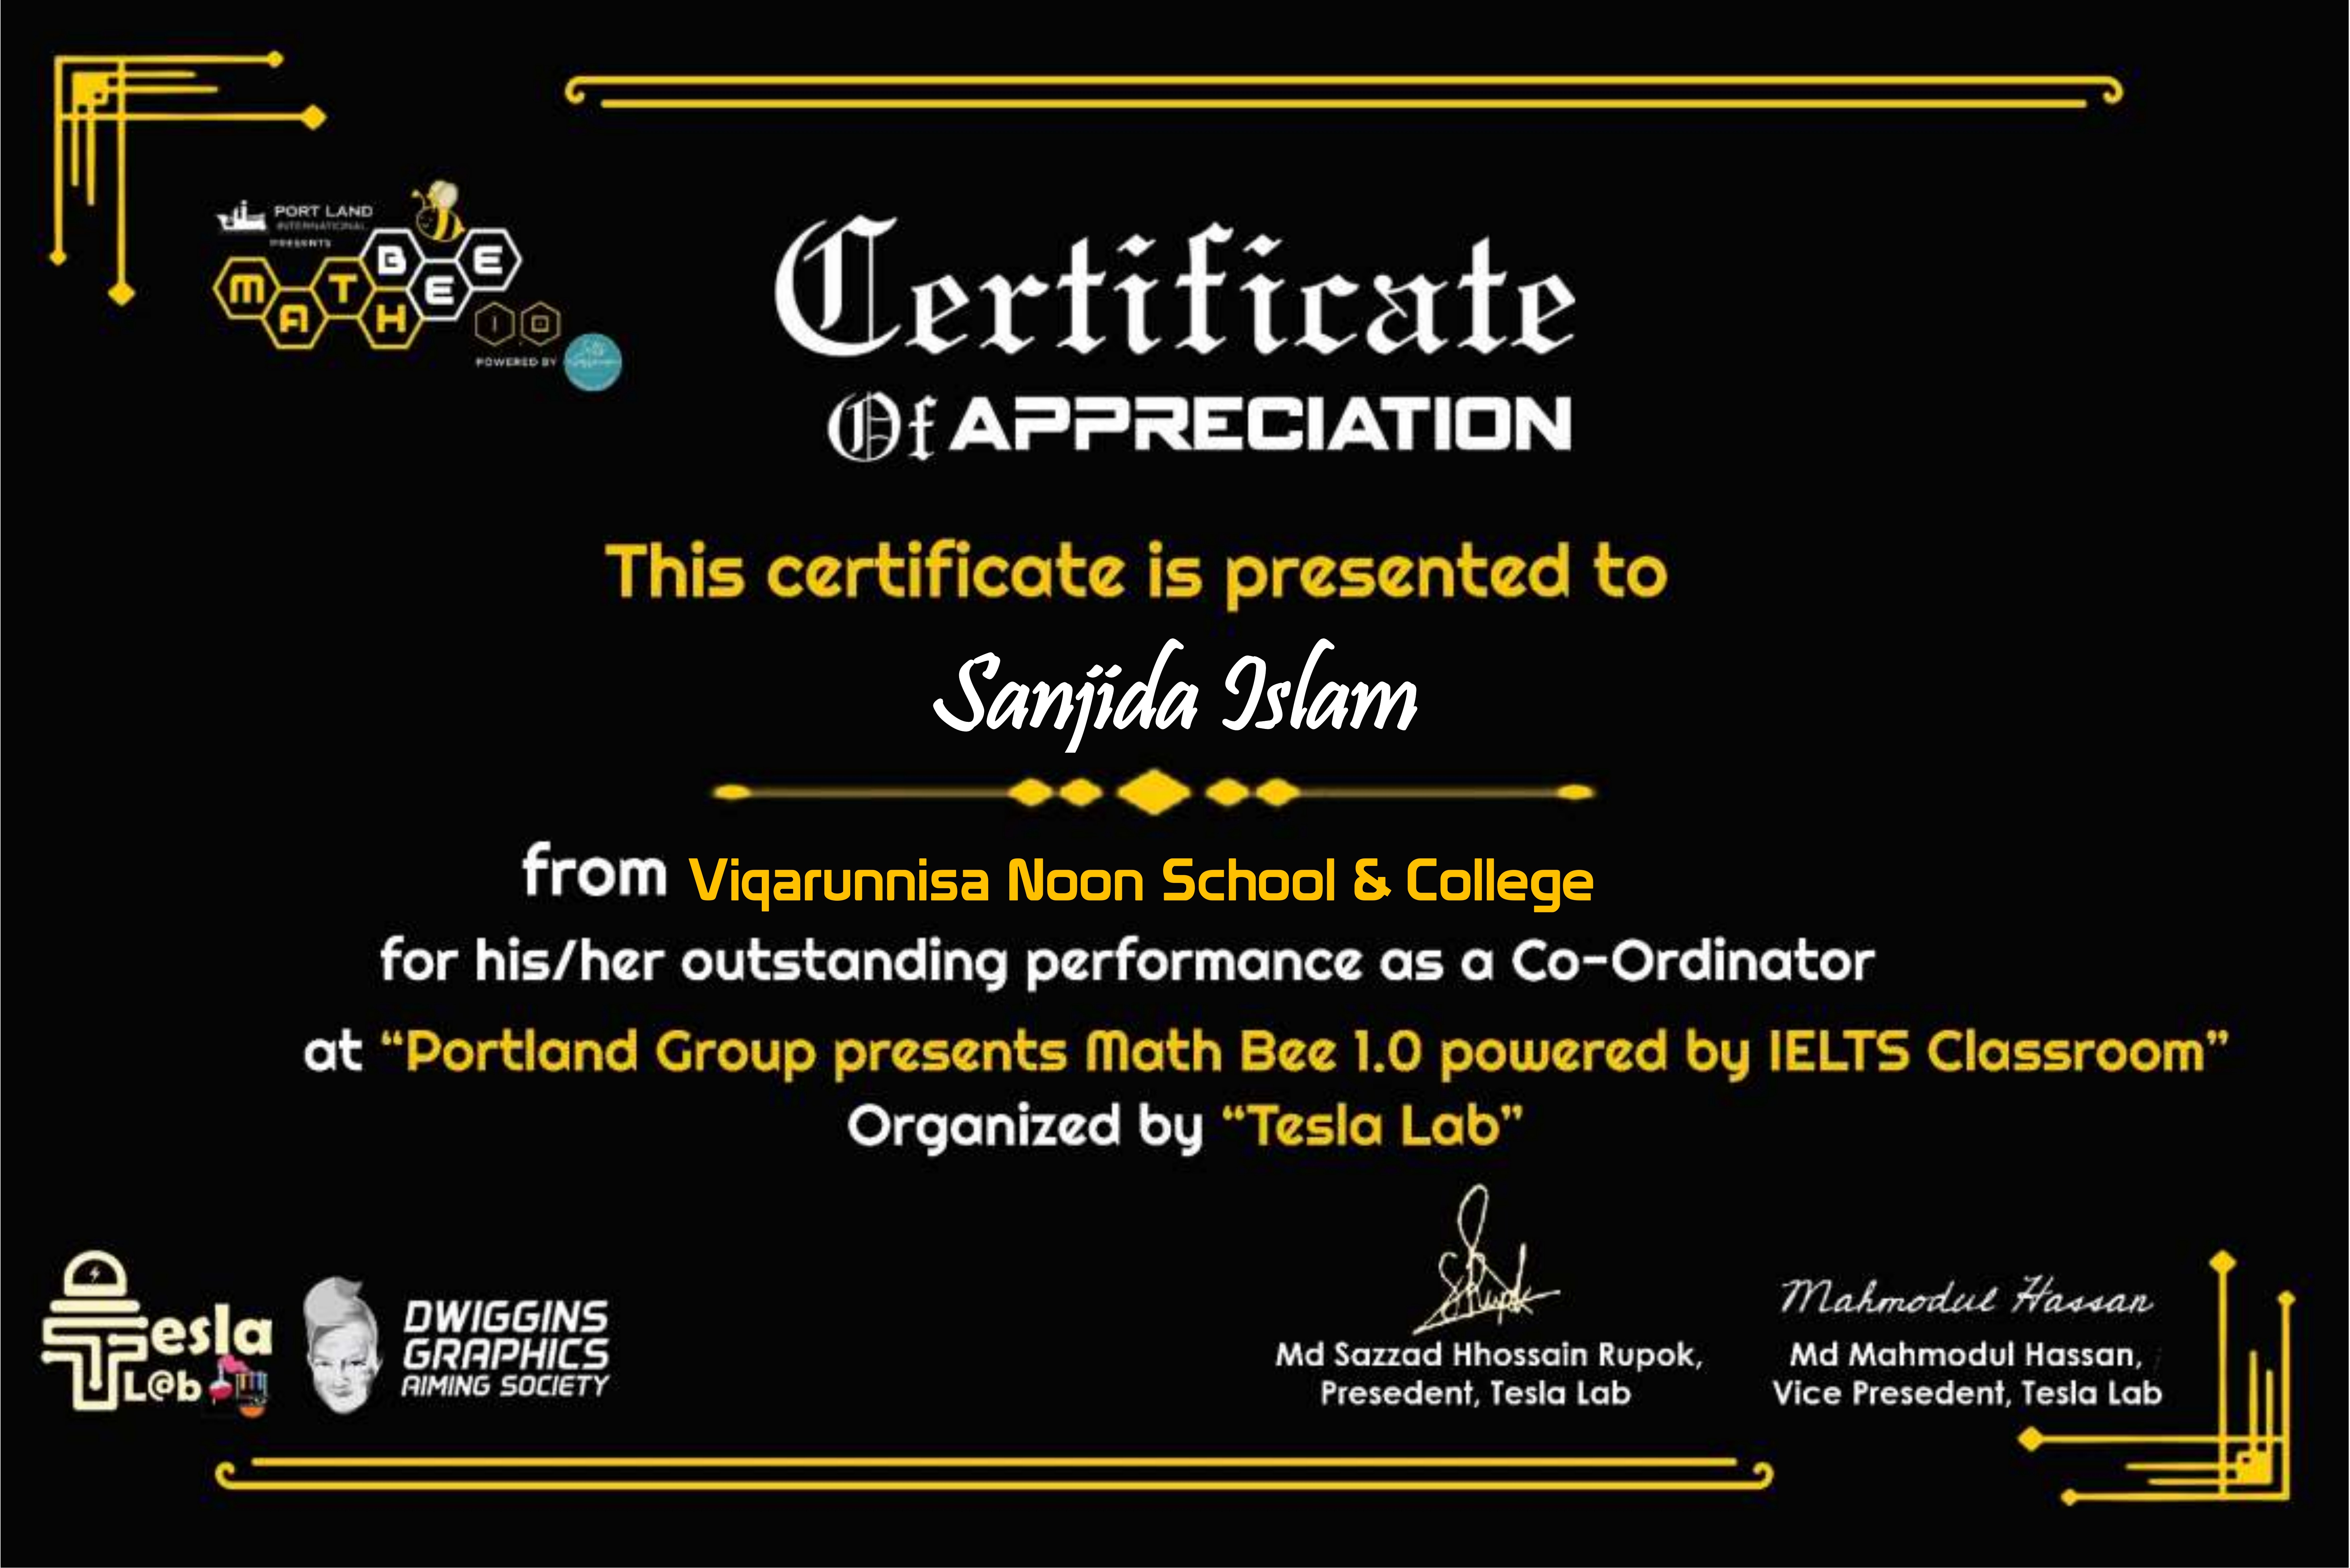 PORT LAND
INTERNATIONAL
PRESENTS
MATH BEE
1.0
POWERED BY
Certificate
Of APPRECIATION
This certificate is presented to
Sanjida Islam
from Viqarunnisa Noon School & College
for his/her outstanding performance as a Co-Ordinator
at “Portland Group presents Math Bee 1.0 powered by IELTS Classroom”
Organized by “Tesla Lab”
Tesla
L@b
DWIGGINS
GRAPHICS
AIMING SOCIETY
SRupok
Md Sazzad Hhossain Rupok,
Presedent, Tesla Lab
Mahmodul Hassan
Md Mahmodul Hassan,
Vice Presedent, Tesla Lab